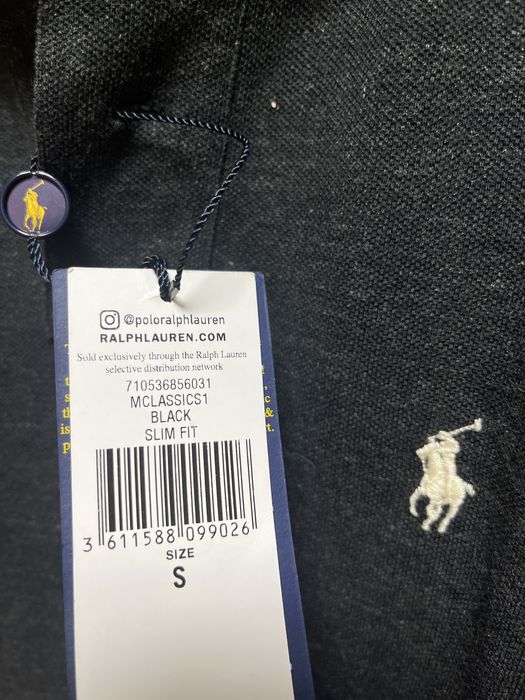 @poloralphlauren
RALPHLAUREN.COM
Sold exclusively through the Ralph Lauren
selective distribution network
710536856031
MCLASSICS1
BLACK
SLIM FIT
3 611588 099026
SIZE
S